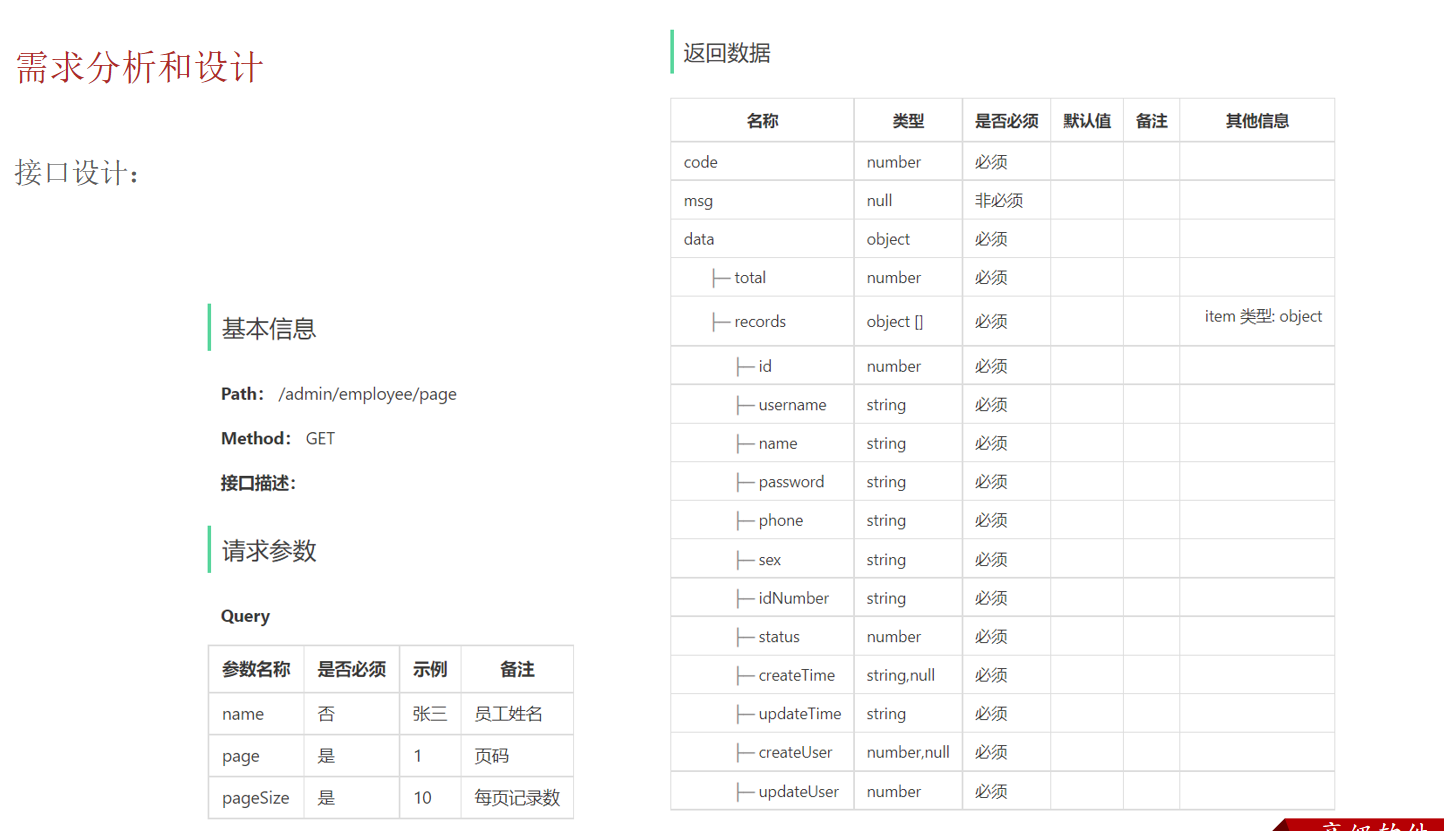 需求分析和设计
接口设计：
基本信息
Path： /admin/employee/page
Method： GET
接口描述：
请求参数
Query
参数名称 是否必须 示例 备注
name 否 张三 员工姓名
page 是 1 页码
pageSize 是 10 每页记录数
返回数据
名称 类型 是否必须 默认值 备注 其他信息
code number 必须
msg null 非必须
data object 必须
├─ total number 必须
├─ records object [] 必须 item 类型: object
├─ id number 必须
├─ username string 必须
├─ name string 必须
├─ password string 必须
├─ phone string 必须
├─ sex string 必须
├─ idNumber string 必须
├─ status number 必须
├─ createTime string,null 必须
├─ updateTime string 必须
├─ createUser number,null 必须
├─ updateUser number 必须